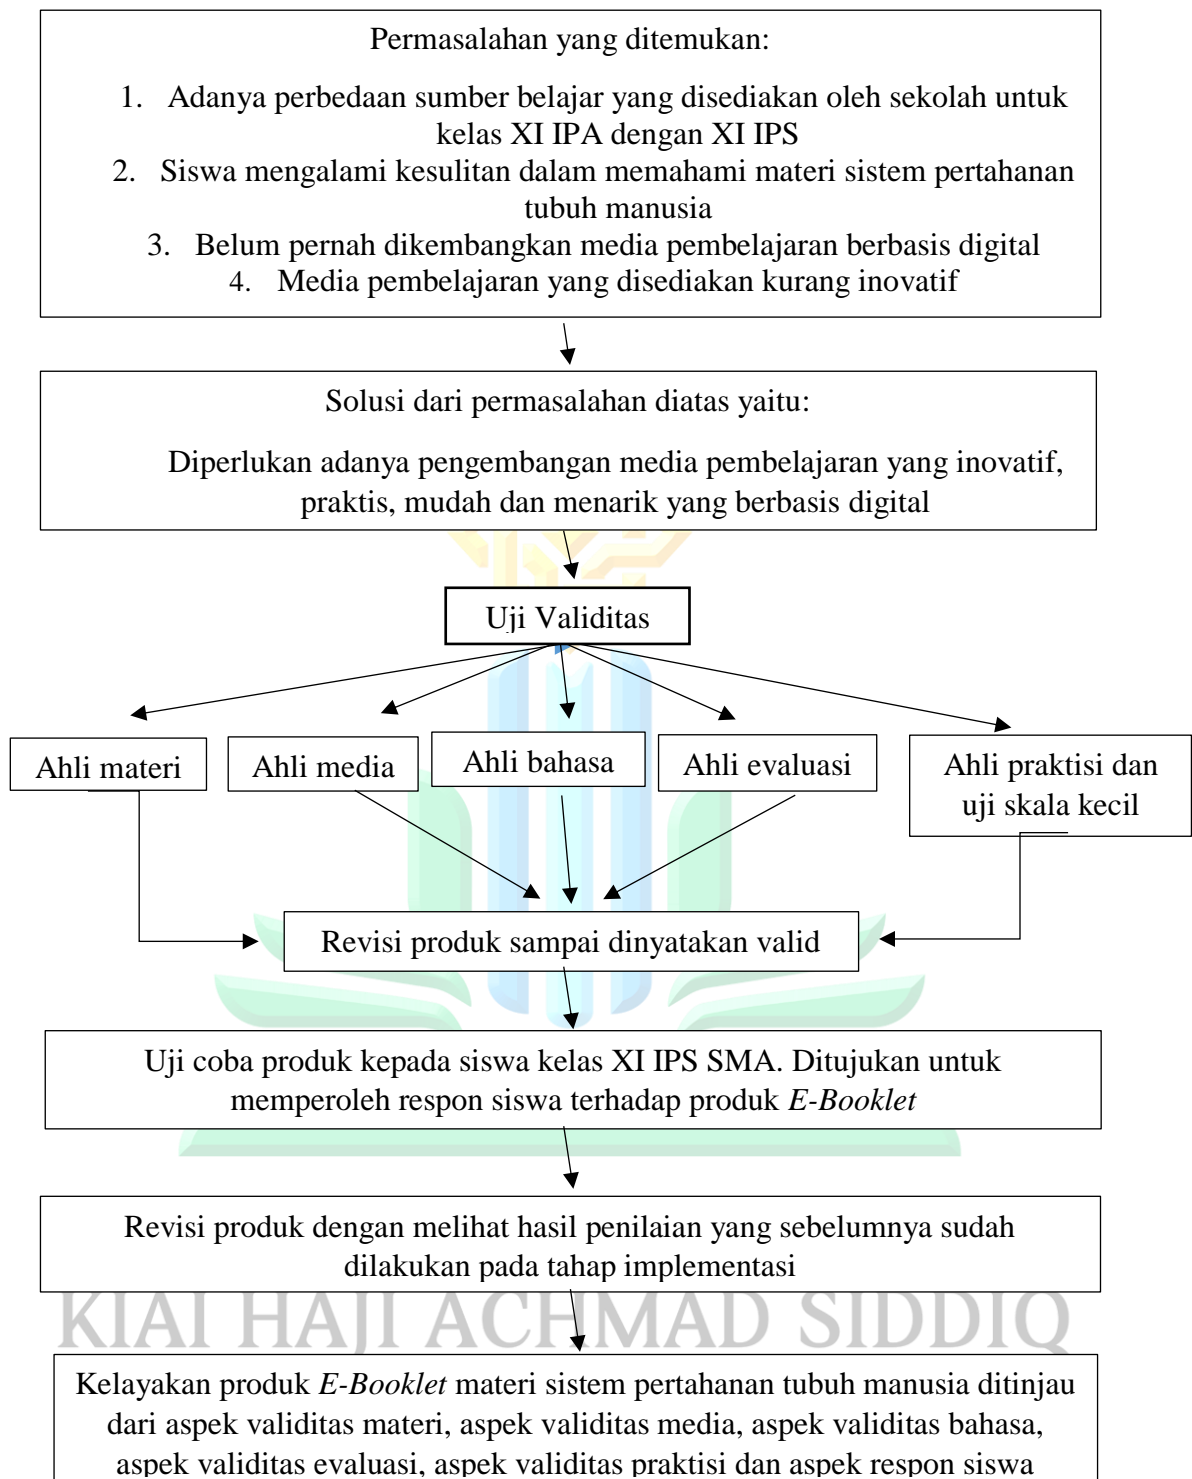 Permasalahan yang ditemukan:
1. Adanya perbedaan sumber belajar yang disediakan oleh sekolah untuk
kelas XI IPA dengan XI IPS
2. Siswa mengalami kesulitan dalam memahami materi sistem pertahanan
tubuh manusia
3. Belum pernah dikembangkan media pembelajaran berbasis digital
4. Media pembelajaran yang disediakan kurang inovatif
Solusi dari permasalahan diatas yaitu:
Diperlukan adanya pengembangan media pembelajaran yang inovatif,
praktis, mudah dan menarik yang berbasis digital
Uji Validitas
Ahli materi
Ahli media
Ahli bahasa
Ahli evaluasi
Ahli praktisi dan
uji skala kecil
Revisi produk sampai dinyatakan valid
Uji coba produk kepada siswa kelas XI IPS SMA. Ditujukan untuk
memperoleh respon siswa terhadap produk E-Booklet
Revisi produk dengan melihat hasil penilaian yang sebelumnya sudah
dilakukan pada tahap implementasi
KIAI HAJI ACHMAD SIDDIQ
Kelayakan produk E-Booklet materi sistem pertahanan tubuh manusia ditinjau
dari aspek validitas materi, aspek validitas media, aspek validitas bahasa,
aspek validitas evaluasi, aspek validitas praktisi dan aspek respon siswa